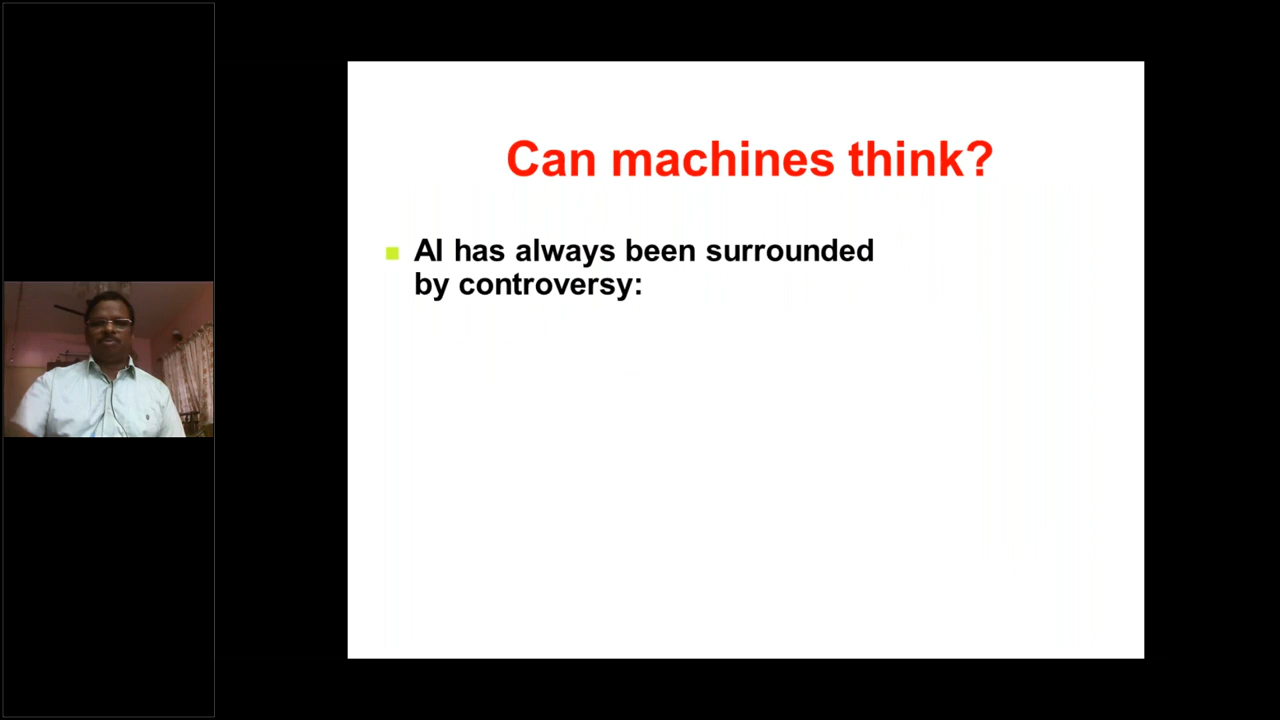 Can machines think?
AI has always been surrounded
by controversy: